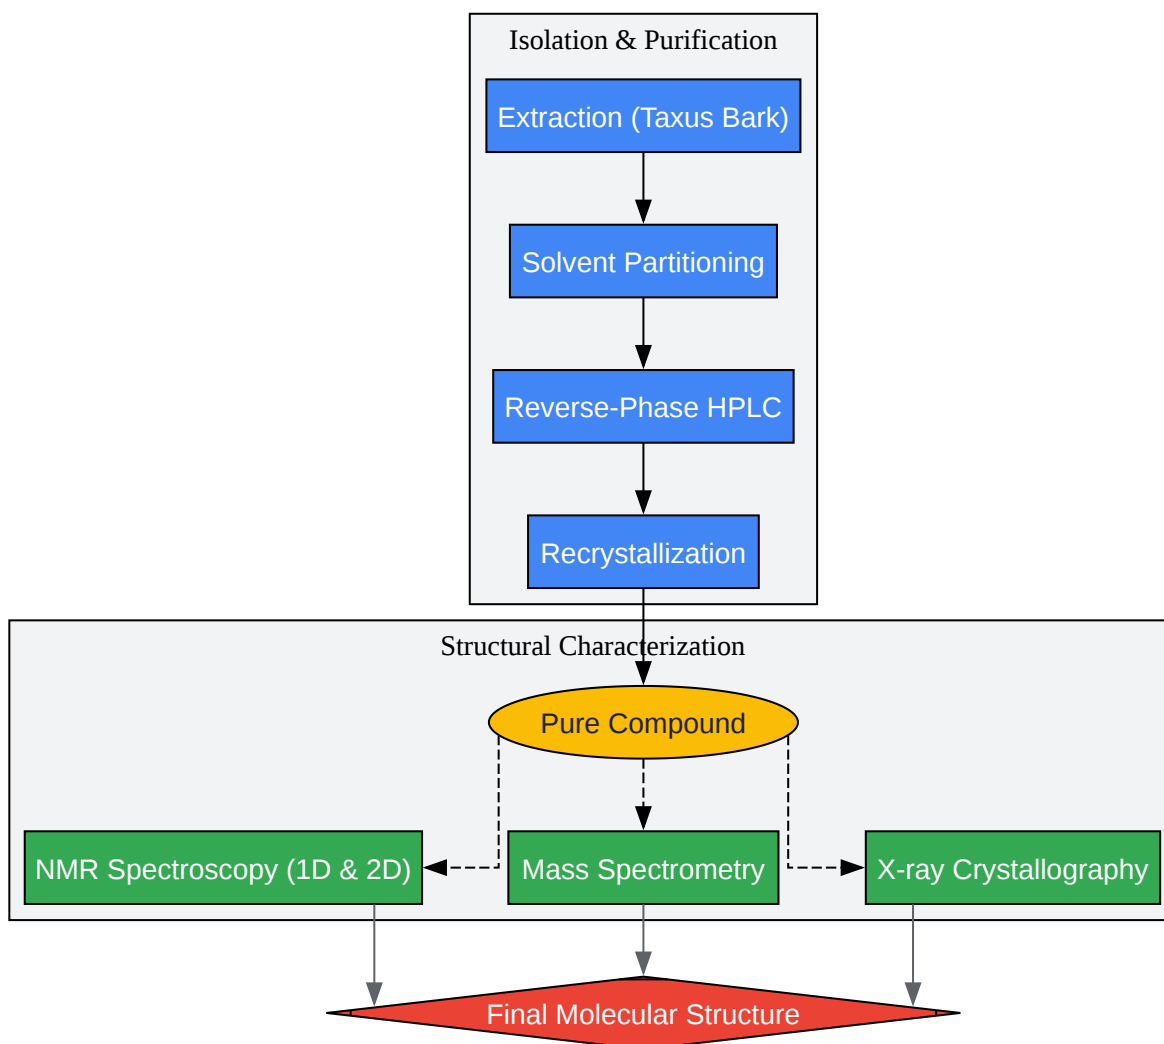 Isolation & Purification
Extraction (Taxus Bark)
Solvent Partitioning
Reverse-Phase HPLC
Recrystallization
Structural Characterization
Pure Compound
NMR Spectroscopy (1D & 2D)
Mass Spectrometry
X-ray Crystallography
Final Molecular Structure